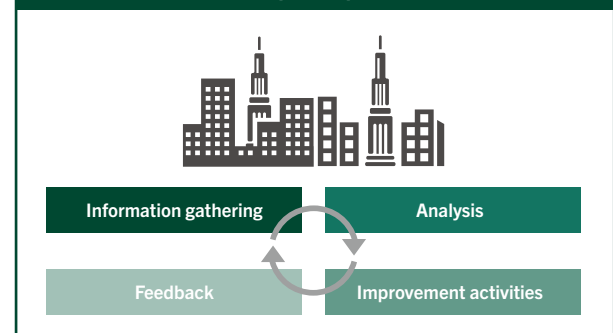 Information gathering
Analysis
Feedback
Improvement activities